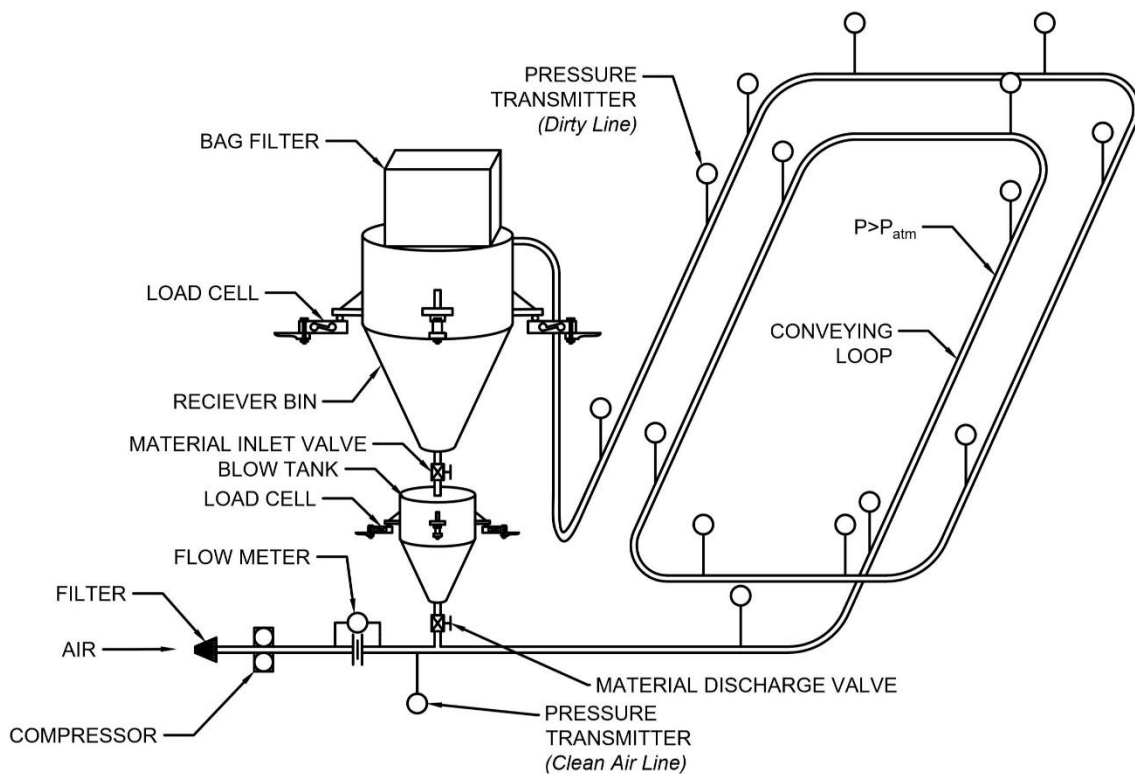 PRESSURE
TRANSMITTER
(Dirty Line)
BAG FILTER
P>Patm
LOAD CELL
CONVEYING
LOOP
RECIEVER BIN
MATERIAL INLET VALVE
BLOW TANK
LOAD CELL
FLOW METER
FILTER
AIR
MATERIAL DISCHARGE VALVE
COMPRESSOR
PRESSURE
TRANSMITTER
(Clean Air Line)